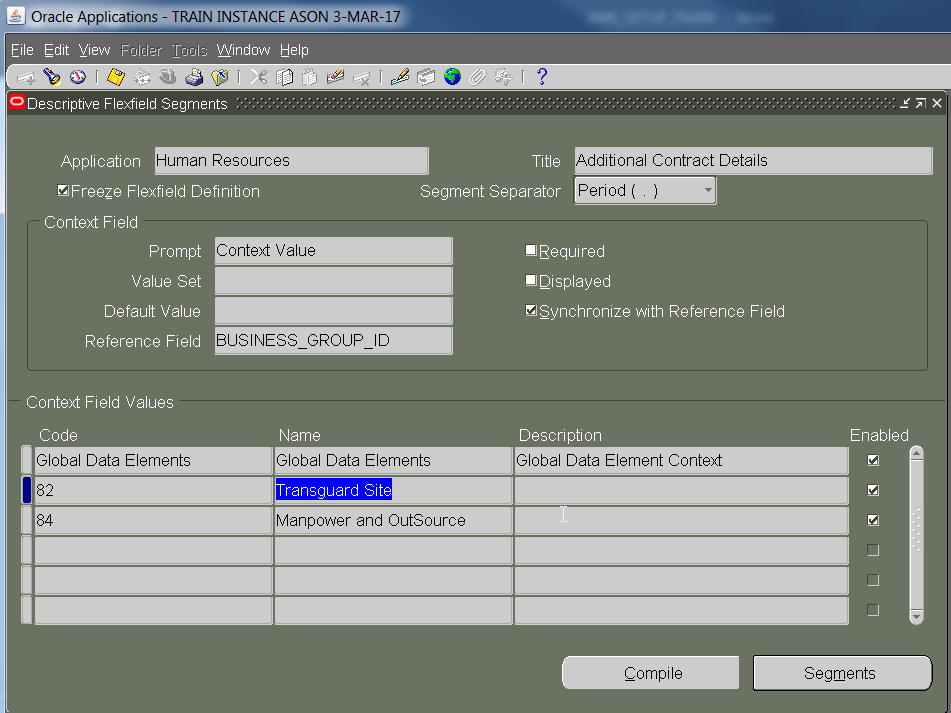 Oracle Applications - TRAIN INSTANCE ASON 3-MAR-17
File Edit View Folder Tools Window Help
Descriptive Flexfield Segments
Application Human Resources Title Additional Contract Details
Freeze Flexfield Definition Segment Separator Period ( . )
Context Field
Prompt Context Value Required
Value Set Displayed
Default Value Synchronize with Reference Field
Reference Field BUSINESS_GROUP_ID
Context Field Values
Code Name Description Enabled
Global Data Elements Global Data Elements Global Data Element Context
82 Transguard Site
84 Manpower and OutSource
Compile Segments